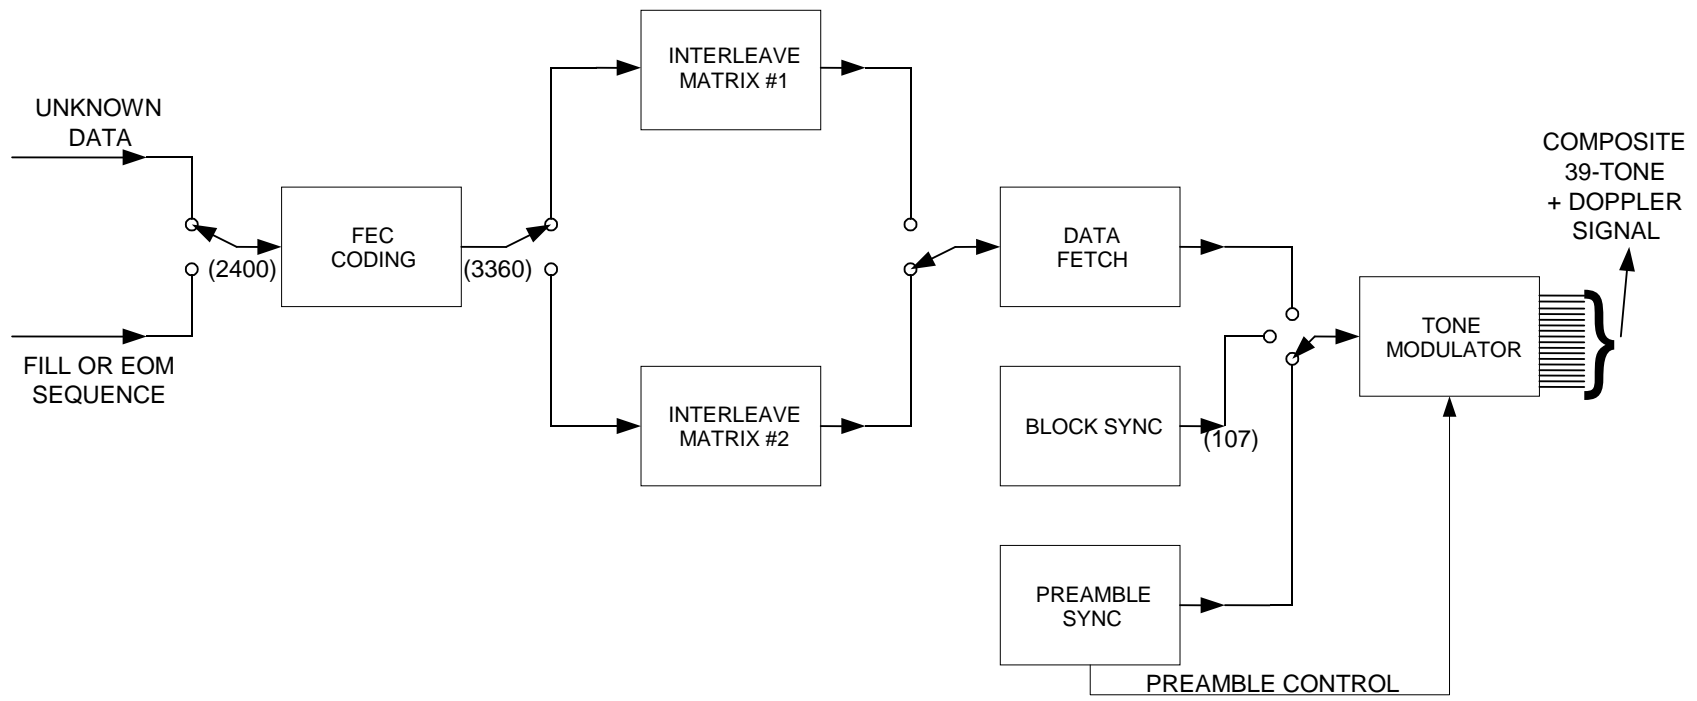 UNKNOWN
DATA
FILL OR EOM
SEQUENCE
(2400)
FEC
CODING
(3360)
INTERLEAVE
MATRIX #1
INTERLEAVE
MATRIX #2
DATA
FETCH
BLOCK SYNC
(107)
PREAMBLE
SYNC
PREAMBLE CONTROL
TONE
MODULATOR
COMPOSITE
39-TONE
+ DOPPLER
SIGNAL